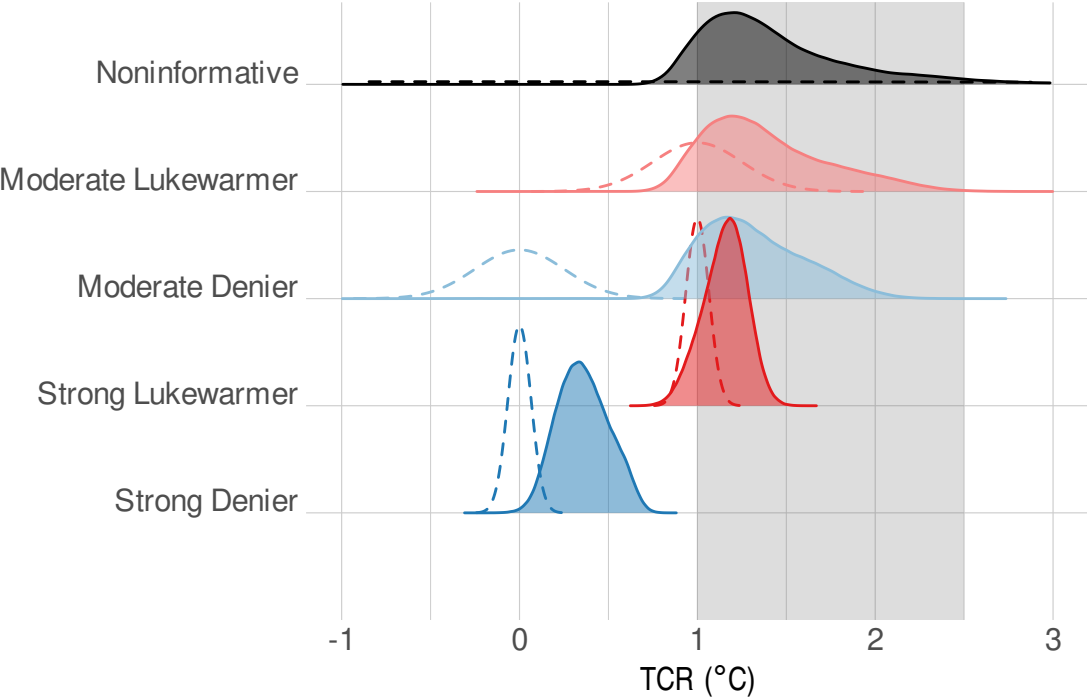 Noninformative
Moderate Lukewarmer
Moderate Denier
Strong Lukewarmer
Strong Denier
-1 0 1 2 3
TCR (°C)